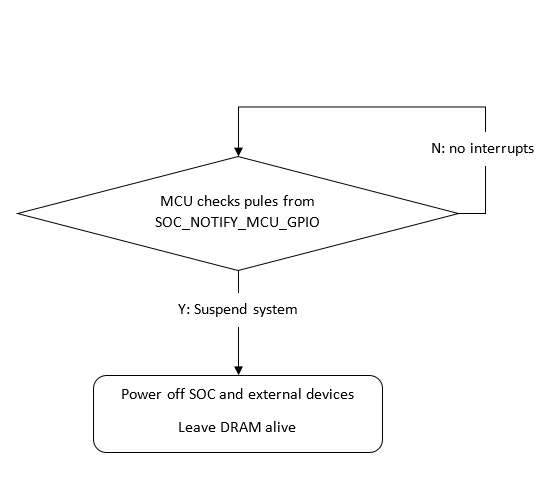 N: no interrupts
MCU checks pules from
SOC_NOTIFY_MCU_GPIO
Y: Suspend system
Power off SOC and external devices
Leave DRAM alive